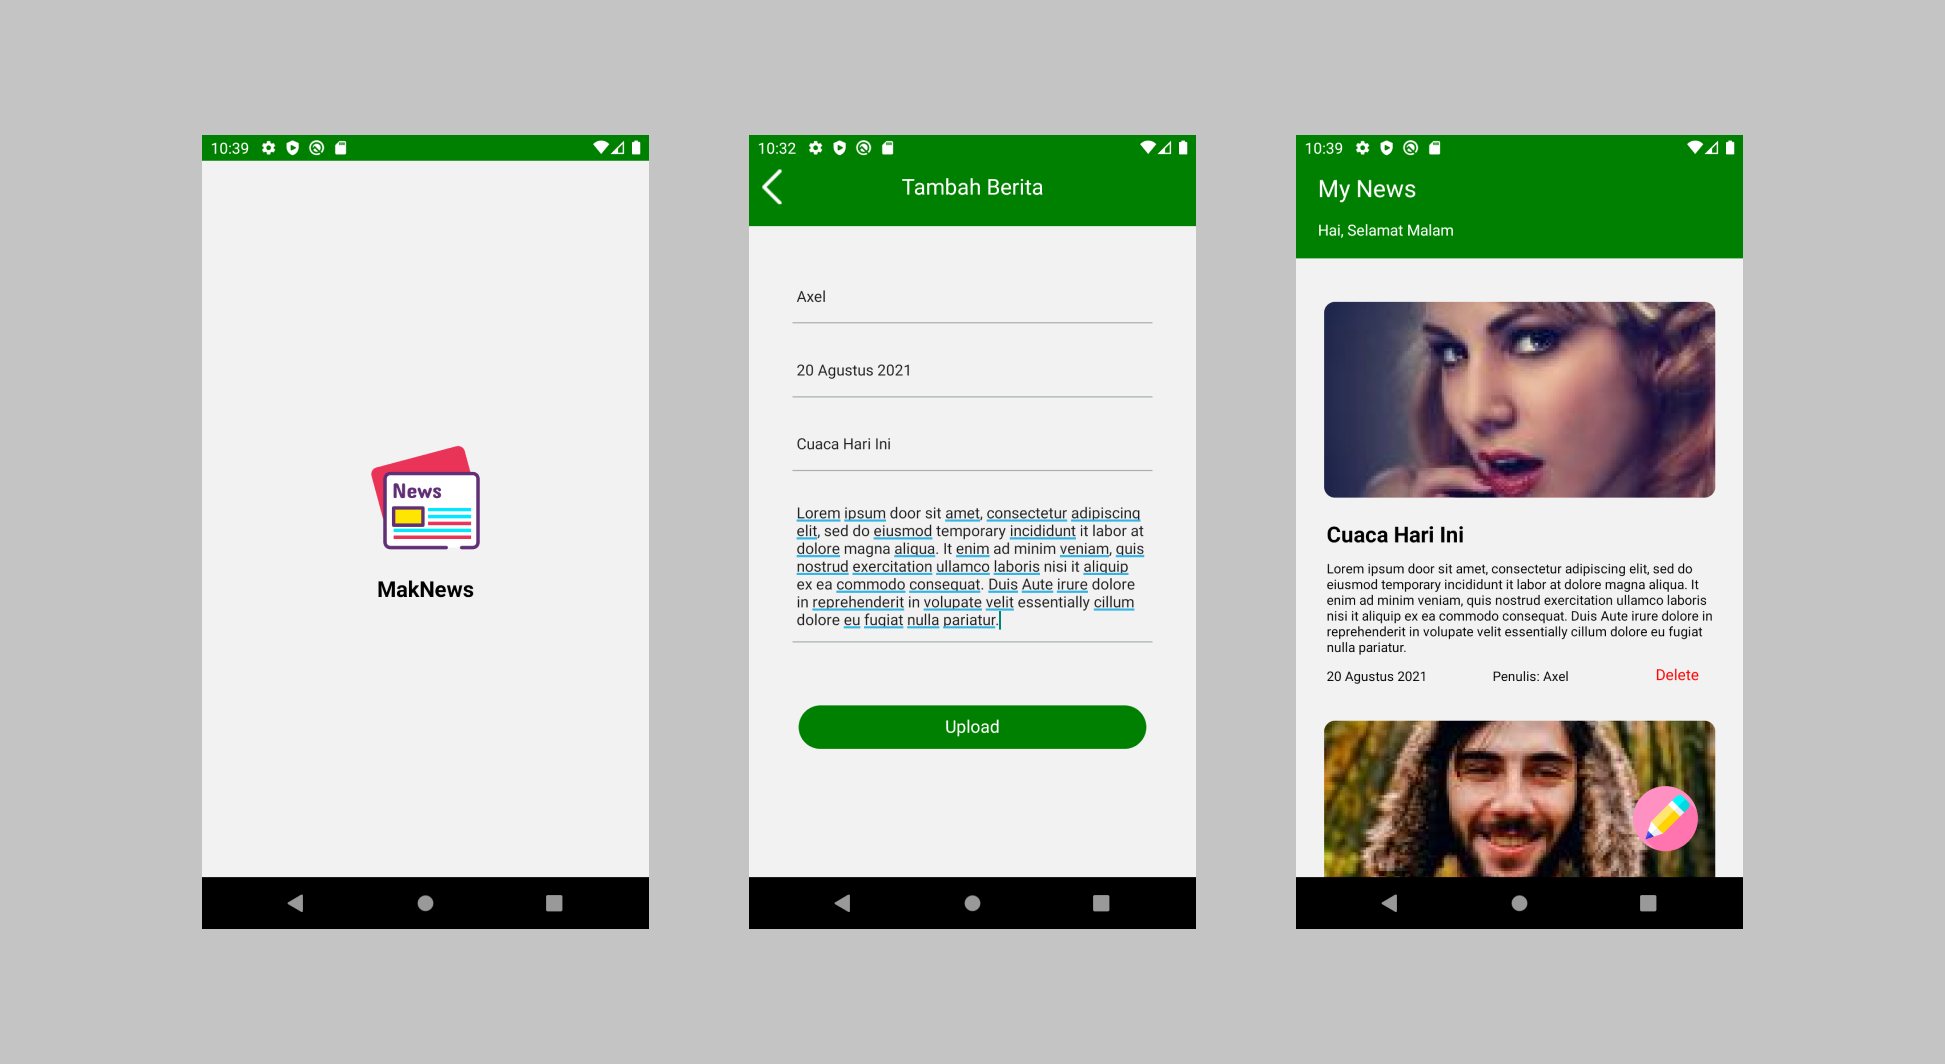 10:39
News
MakNews
10:32
Tambah Berita
Axel
20 Agustus 2021
Cuaca Hari Ini
Lorem ipsum door sit amet, consectetur adipiscing
elit, sed do eiusmod temporary incididunt it labor at
dolore magna aliqua. It enim ad minim veniam, quis
nostrud exercitation ullamco laboris nisi it aliquip
ex ea commodo consequat. Duis Aute irure dolore
in reprehenderit in volupate velit essentially cillum
dolore eu fugiat nulla pariatur.
Upload
10:39
My News
Hai, Selamat Malam
Cuaca Hari Ini
Lorem ipsum door sit amet, consectetur adipiscing elit, sed do
eiusmod temporary incididunt it labor at dolore magna aliqua. It
enim ad minim veniam, quis nostrud exercitation ullamco laboris
nisi it aliquip ex ea commodo consequat. Duis Aute irure dolore in
reprehenderit in volupate velit essentially cillum dolore eu fugiat
nulla pariatur.
20 Agustus 2021 Penulis: Axel Delete